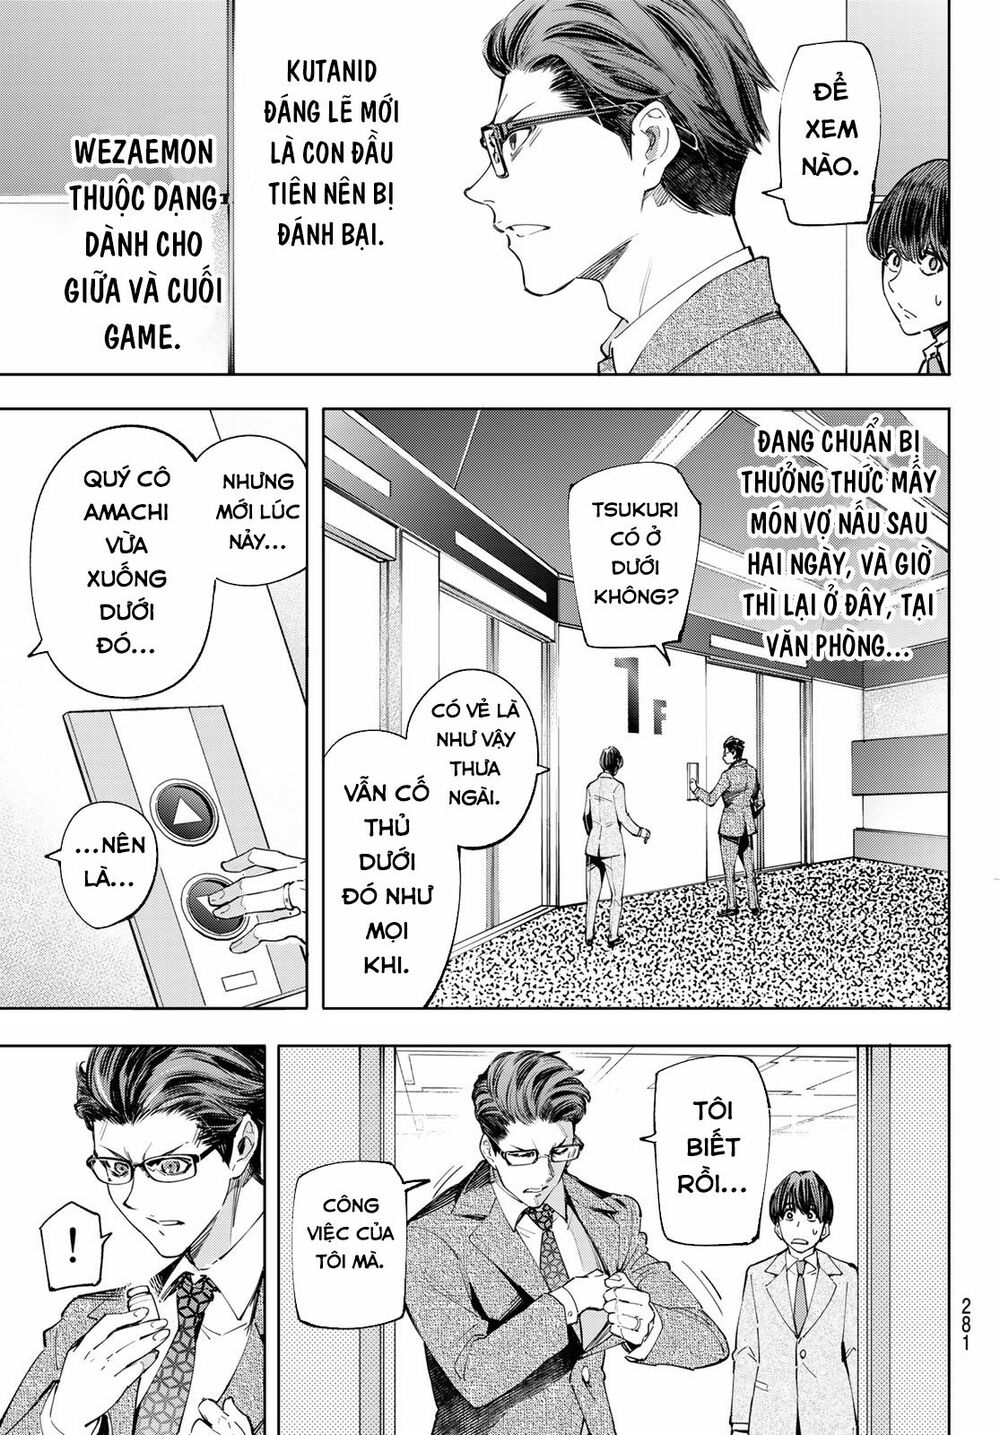 ĐỂ
XEM
NÀO.
KUTANID
ĐÁNG LẼ MỚI
LÀ CON ĐẦU
TIÊN NÊN BỊ
ĐÁNH BẠI.
WEZAEMON
THUỘC DẠNG
DÀNH CHO
GIỮA VÀ CUỐI
GAME.
ĐANG CHUẨN BỊ
THƯỞNG THỨC MẤY
MÓN VỢ NẤU SAU
HAI NGÀY, VÀ GIỜ
THÌ LẠI Ở ĐÂY, TẠI
VĂN PHÒNG...
TSUKURI
CÓ Ở
DƯỚI
KHÔNG?
1F
CÓ VẺ LÀ
NHƯ VẬY
THƯA
NGÀI.
VẪN CỐ
THỦ
DƯỚI
ĐÓ NHƯ
MỌI
KHI.
NHƯNG
MỚI LÚC
NẢY...
QUÝ CÔ
AMACHI
VỪA
XUỐNG
DƯỚI
ĐÓ...
...NÊN
LÀ...
TÔI
BIẾT
RỒI...
CÔNG
VIỆC CỦA
TÔI MÀ.
!
281